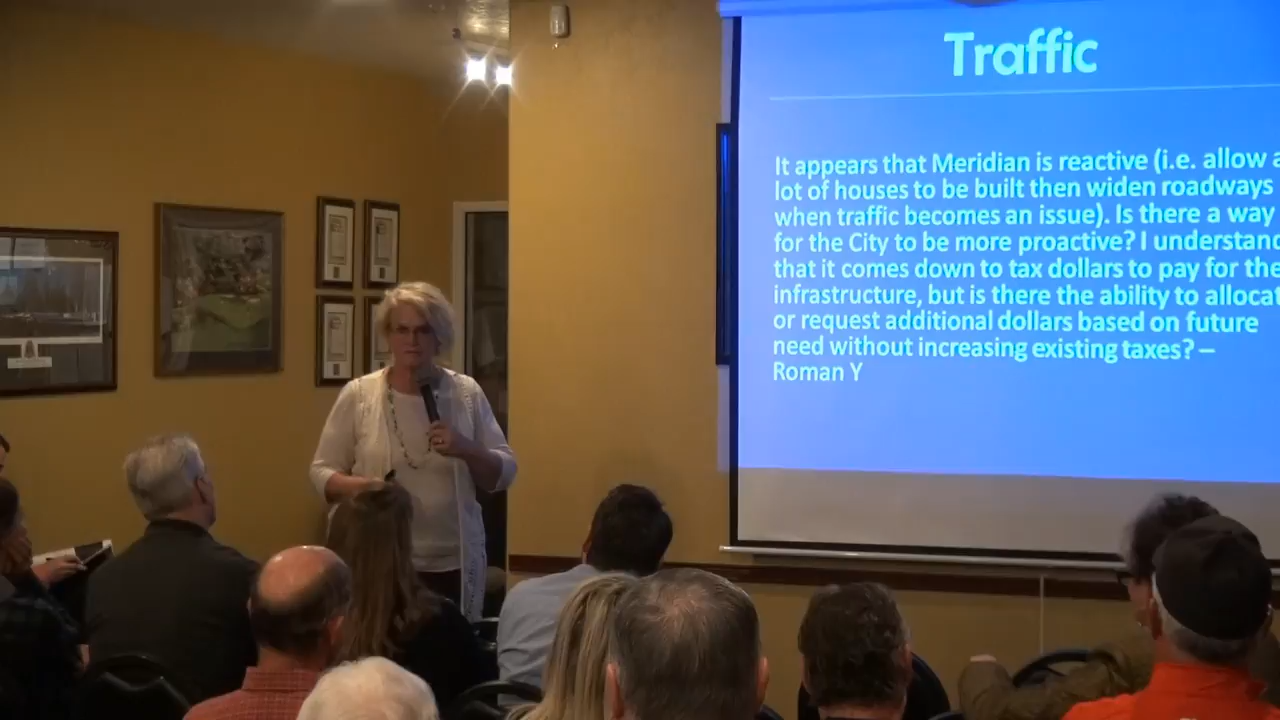 Traffic
It appears that Meridian is reactive (i.e. allow a
lot of houses to be built then widen roadways
when traffic becomes an issue). Is there a way
for the City to be more proactive? I understand
that it comes down to tax dollars to pay for the
infrastructure, but is there the ability to allocat
or request additional dollars based on future
need without increasing existing taxes? –
Roman Y